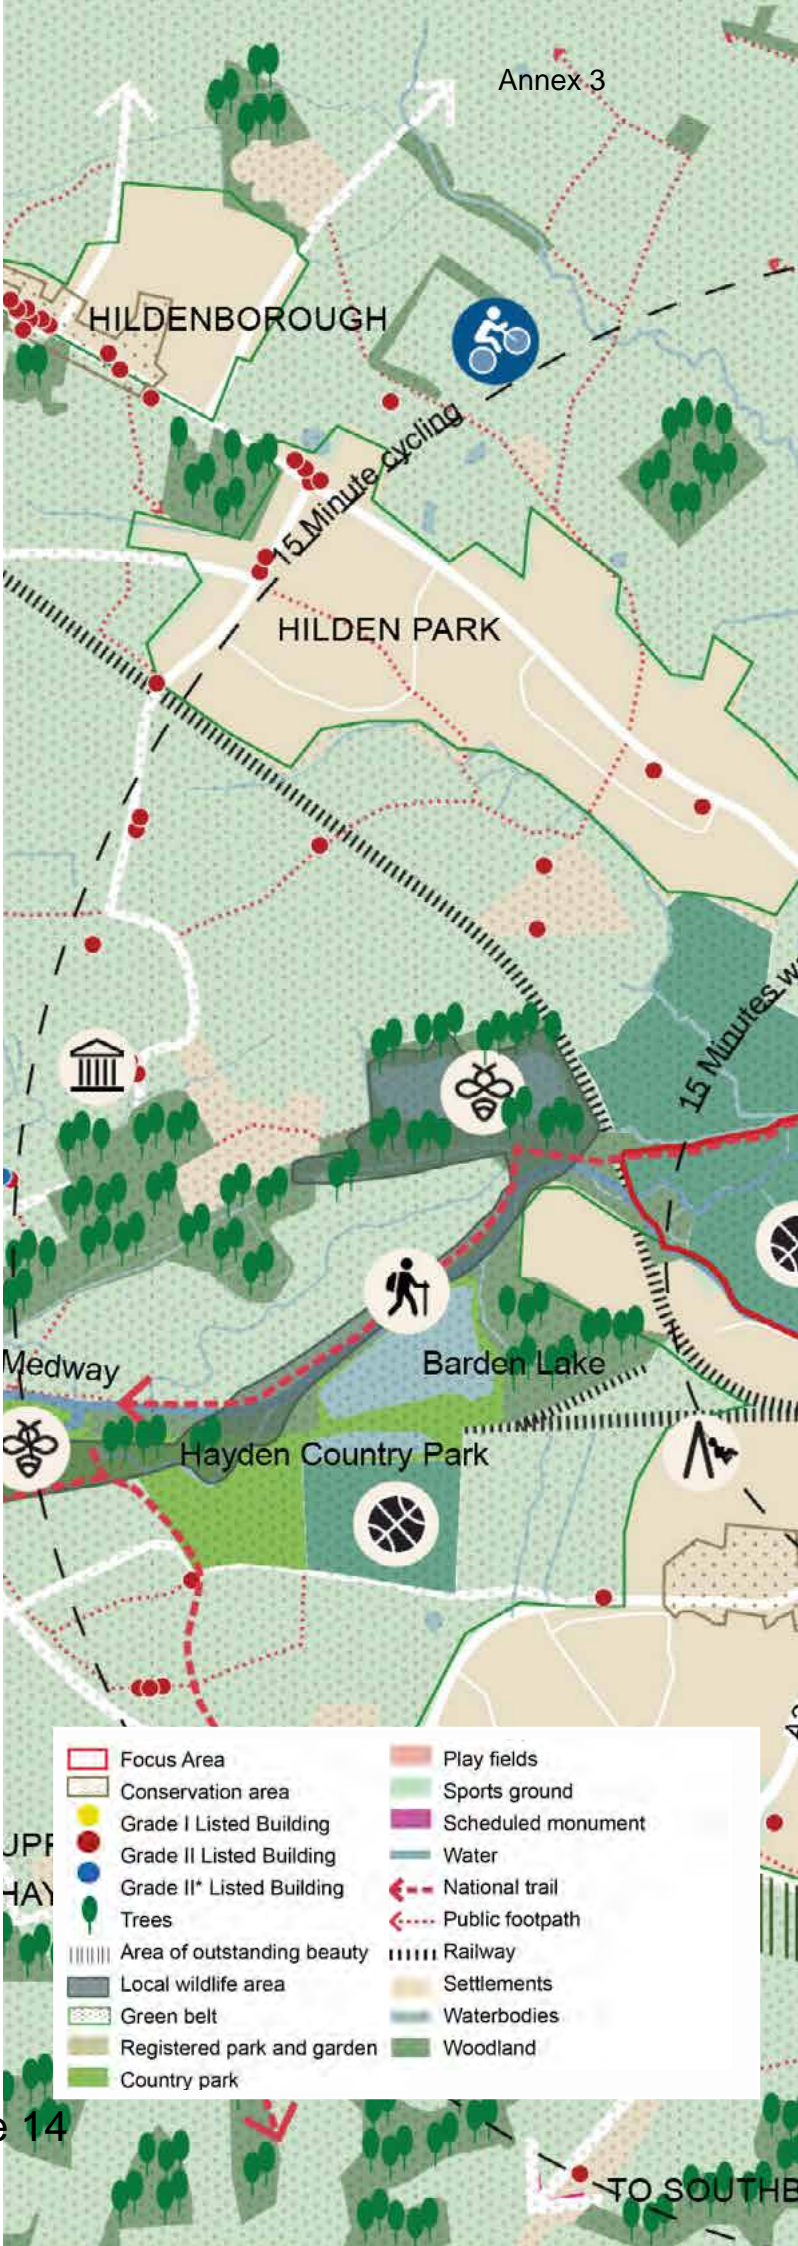 Annex 3
HILDENBOROUGH
15 Minute cycling
HILDEN PARK
15 Minutes
Medway
Barden Lake
Hayden Country Park
Focus Area
Conservation area
Grade I Listed Building
Grade II Listed Building
Grade II* Listed Building
Trees
Area of outstanding beauty
Local wildlife area
Green belt
Registered park and garden
Country park
Play fields
Sports ground
Scheduled monument
Water
National trail
Public footpath
Railway
Settlements
Waterbodies
Woodland
UPP
HAY
14
TO SOUTHB